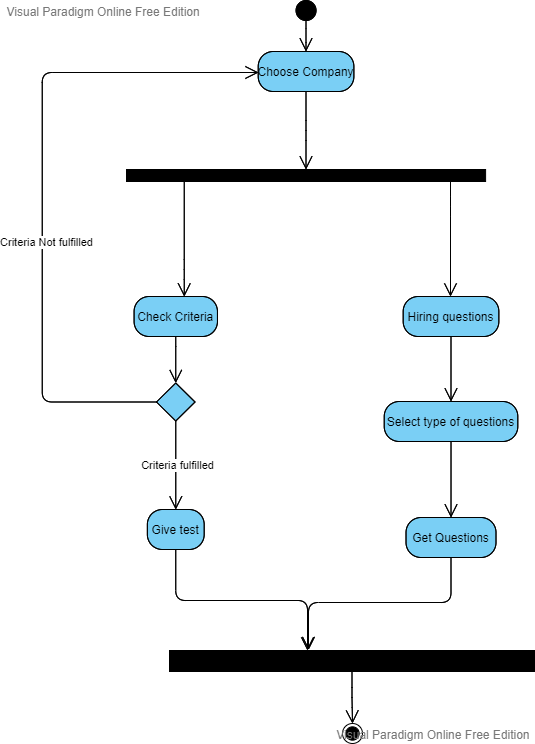 Visual Paradigm Online Free Edition
Choose Company
Criteria Not fulfilled
Check Criteria
Hiring questions
Select type of questions
Criteria fulfilled
Give test
Get Questions
Visual Paradigm Online Free Edition